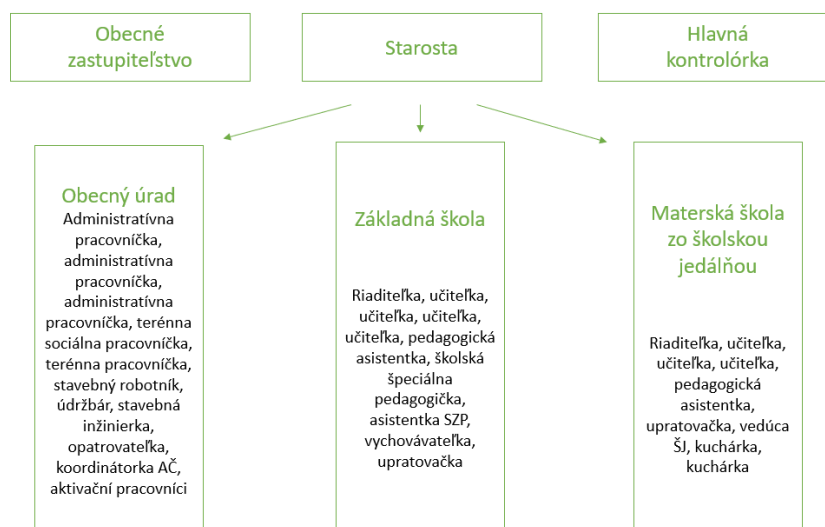 Obecné
zastupiteľstvo
Starosta
Hlavná
kontrolórka
Obecný úrad
Administratívna
pracovníčka,
administratívna
pracovníčka,
administratívna
pracovníčka, terénna
sociálna pracovníčka,
terénna pracovníčka,
stavebný robotník,
údržbár, stavebná
inžinierka,
opatrovateľka,
koordinátorka AČ,
aktivační pracovníci
Základná škola
Riaditeľka, učiteľka,
učiteľka, učiteľka,
učiteľka, pedagogická
asistentka, školská
špeciálna
pedagogička,
asistentka SZP,
vychovávateľka,
upratovačka
Materská škola
zo školskou
jedálňou
Riaditeľka, učiteľka,
učiteľka, učiteľka,
pedagogická
asistentka,
upratovačka, vedúca
ŠJ, kuchárka,
kuchárka